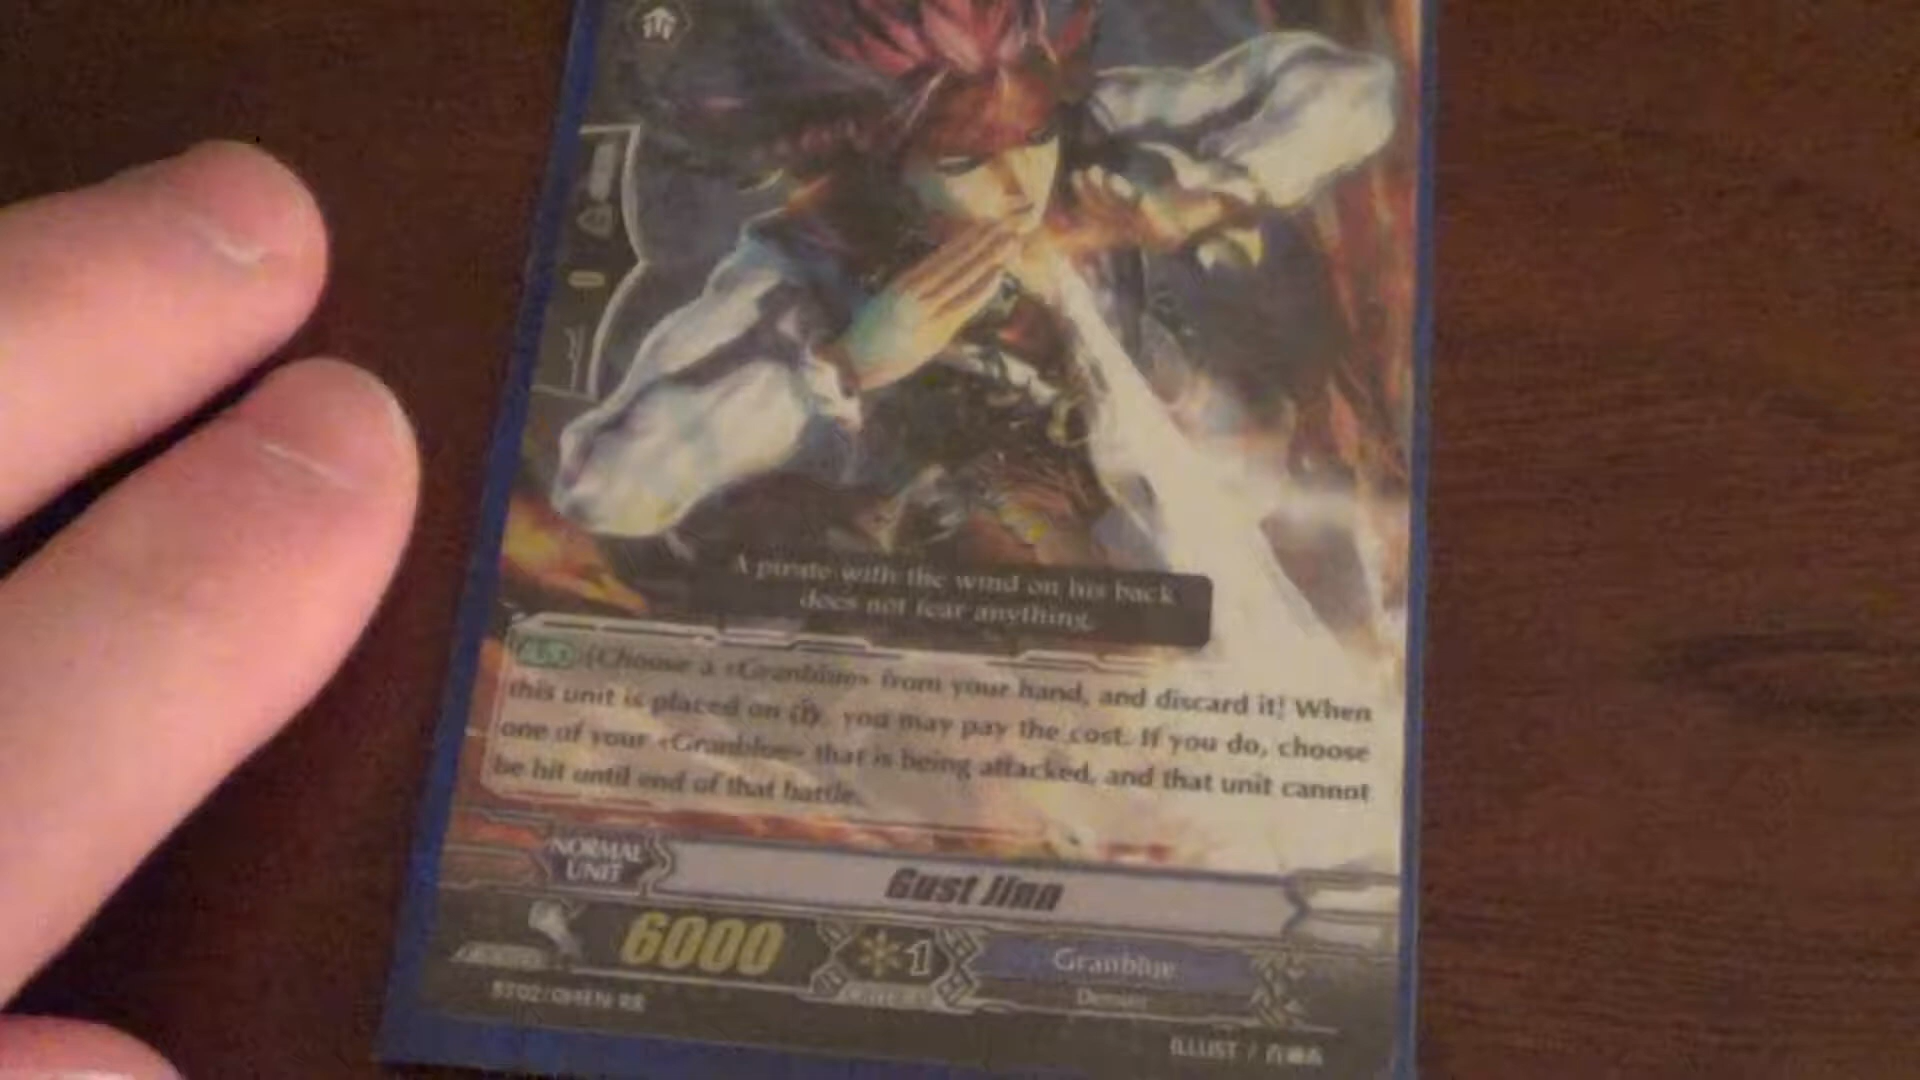 A pirate with the wind on his back
does not fear anything.
[Choose a «Granblue» from your hand, and discard it] When
this unit is placed on (G), you may pay the cost. If you do, choose
one of your «Granblue» that is being attacked, and that unit cannot
be hit until end of that battle.
NORMAL
UNIT
Gust Jinn
6000
1
Granblue
Demon
ILLUST /